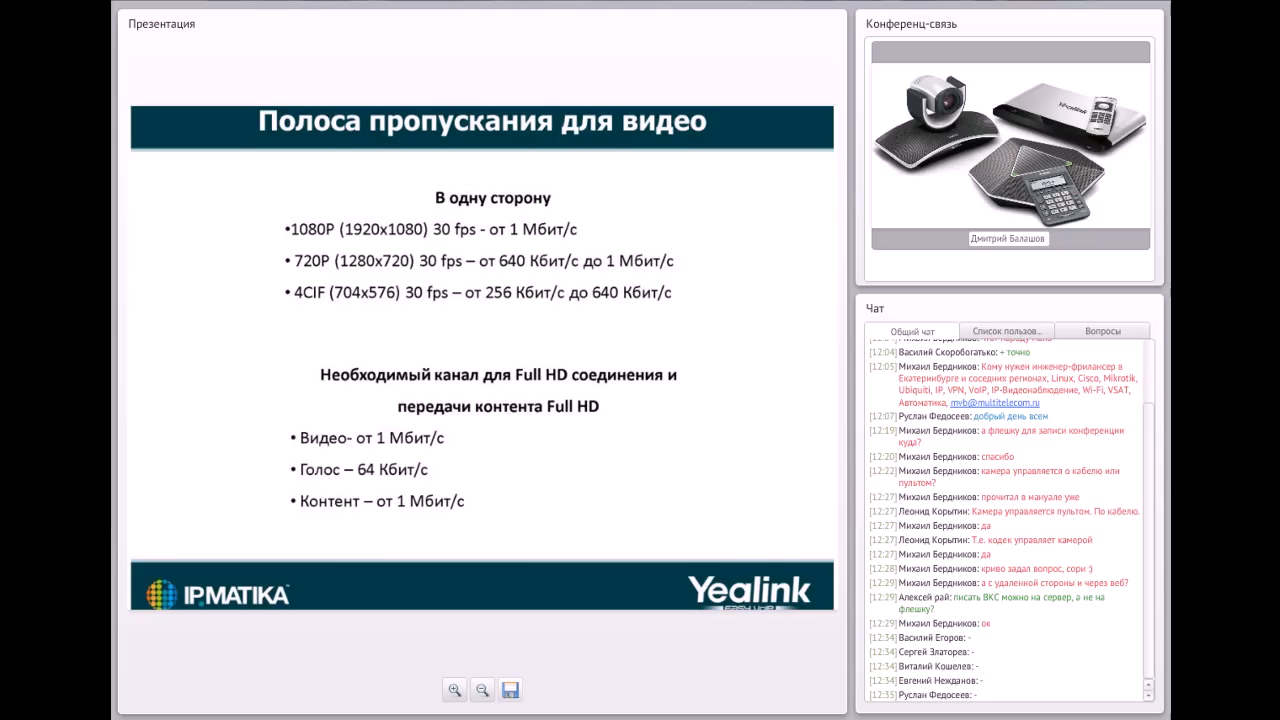 Презентация
Полоса пропускания для видео
В одну сторону
•1080P (1920x1080) 30 fps - от 1 Мбит/с
• 720P (1280x720) 30 fps – от 640 Кбит/с до 1 Мбит/с
• 4CIF (704x576) 30 fps – от 256 Кбит/с до 640 Кбит/с
Необходимый канал для Full HD соединения и
передачи контента Full HD
• Видео- от 1 Мбит/с
• Голос – 64 Кбит/с
• Контент – от 1 Мбит/с
IPMATIKA
Yealink
EASY VoIP
Конференц-связь
Yealink
Дмитрий Балашов
Чат
Общий чат
Список пользов...
Вопросы
Михаил Бердников:
[12:04] Василий Скоробогатько: + точно
[12:05] Михаил Бердников: Кому нужен инженер-фрилансер в
Екатеринбурге и соседних регионах, Linux, Cisco, Mikrotik,
Ubiquiti, IP, VPN, VoIP, IP-Видеонаблюдение, Wi-Fi, VSAT,
Автоматика, mvb@multitelecom.ru
[12:07] Руслан Федосеев: добрый день всем
[12:19] Михаил Бердников: а флешку для записи конференции
куда?
[12:20] Михаил Бердников: спасибо
[12:22] Михаил Бердников: камера управляется о кабелю или
пультом?
[12:27] Михаил Бердников: прочитал в мануале уже
[12:27] Леонид Корытин: Камера управляется пультом. По кабелю.
[12:27] Михаил Бердников: да
[12:27] Леонид Корытин: Т.е. кодек управляет камерой
[12:27] Михаил Бердников: да
[12:28] Михаил Бердников: криво задал вопрос, сори :)
[12:29] Михаил Бердников: а с удаленной стороны и через веб?
[12:29] Алексей рай: писать ВКС можно на сервер, а не на
флешку?
[12:29] Михаил Бердников: ок
[12:34] Василий Егоров: -
[12:34] Сергей Златорев: -
[12:34] Виталий Кошелев: -
[12:34] Евгений Нежданов: -
[12:35] Руслан Федосеев: -